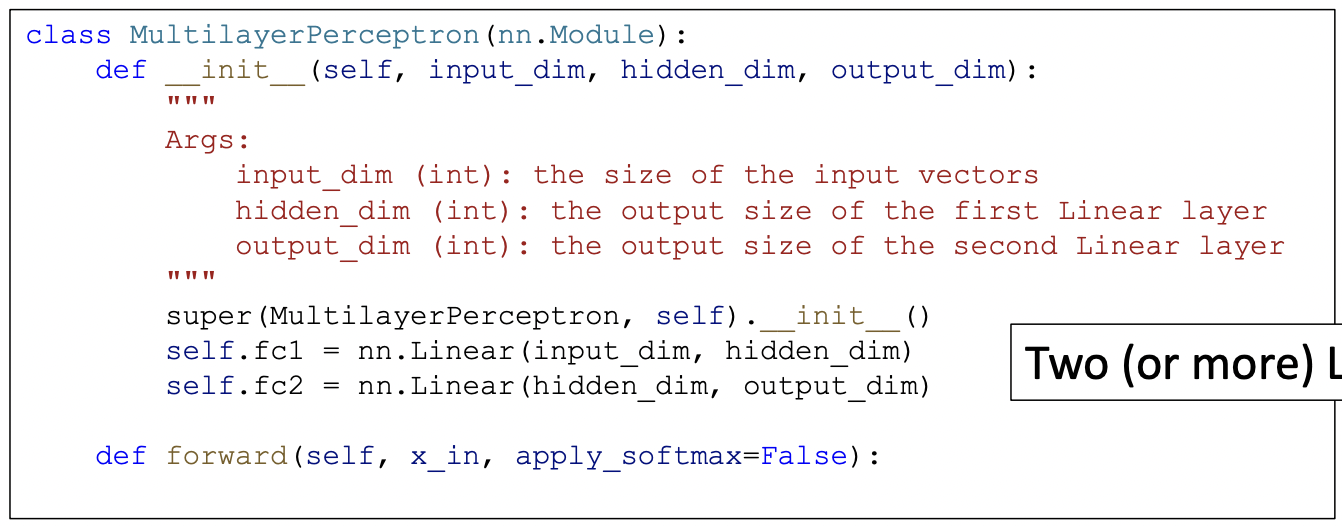 class MultilayerPerceptron(nn.Module):
    def __init__(self, input_dim, hidden_dim, output_dim):
        """
        Args:
            input_dim (int): the size of the input vectors
            hidden_dim (int): the output size of the first Linear layer
            output_dim (int): the output size of the second Linear layer
        """
        super(MultilayerPerceptron, self).__init__()
        self.fc1 = nn.Linear(input_dim, hidden_dim)
        self.fc2 = nn.Linear(hidden_dim, output_dim)
Two (or more) L
    def forward(self, x_in, apply_softmax=False):